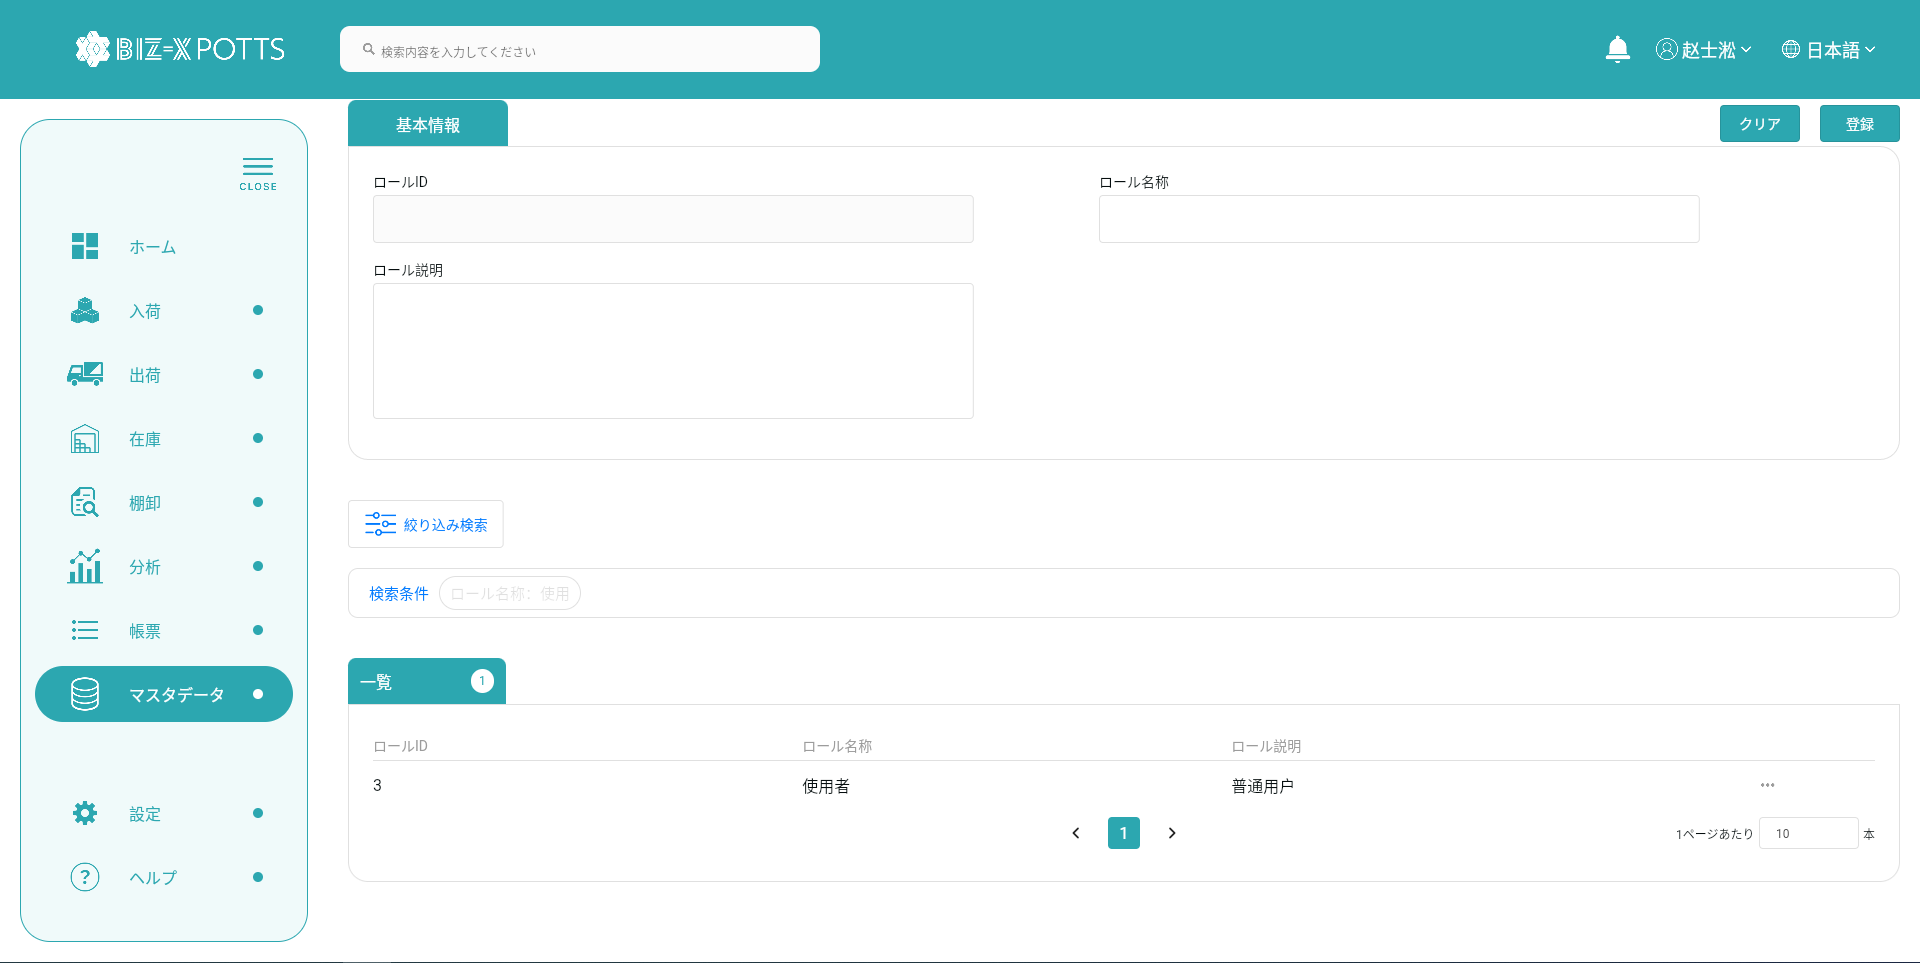 BIZ=X POTTS
検索内容を入力してください
赵士淞
日本語
CLOSE
ホーム
入荷
出荷
在庫
棚卸
分析
帳票
マスタデータ
設定
ヘルプ
基本情報
クリア
登録
ロールID
ロール名称
ロール説明
絞り込み検索
検索条件 ロール名称：使用
一覧 1
ロールID ロール名称 ロール説明
3 使用者 普通用户 •••
1
1ページあたり 10 本